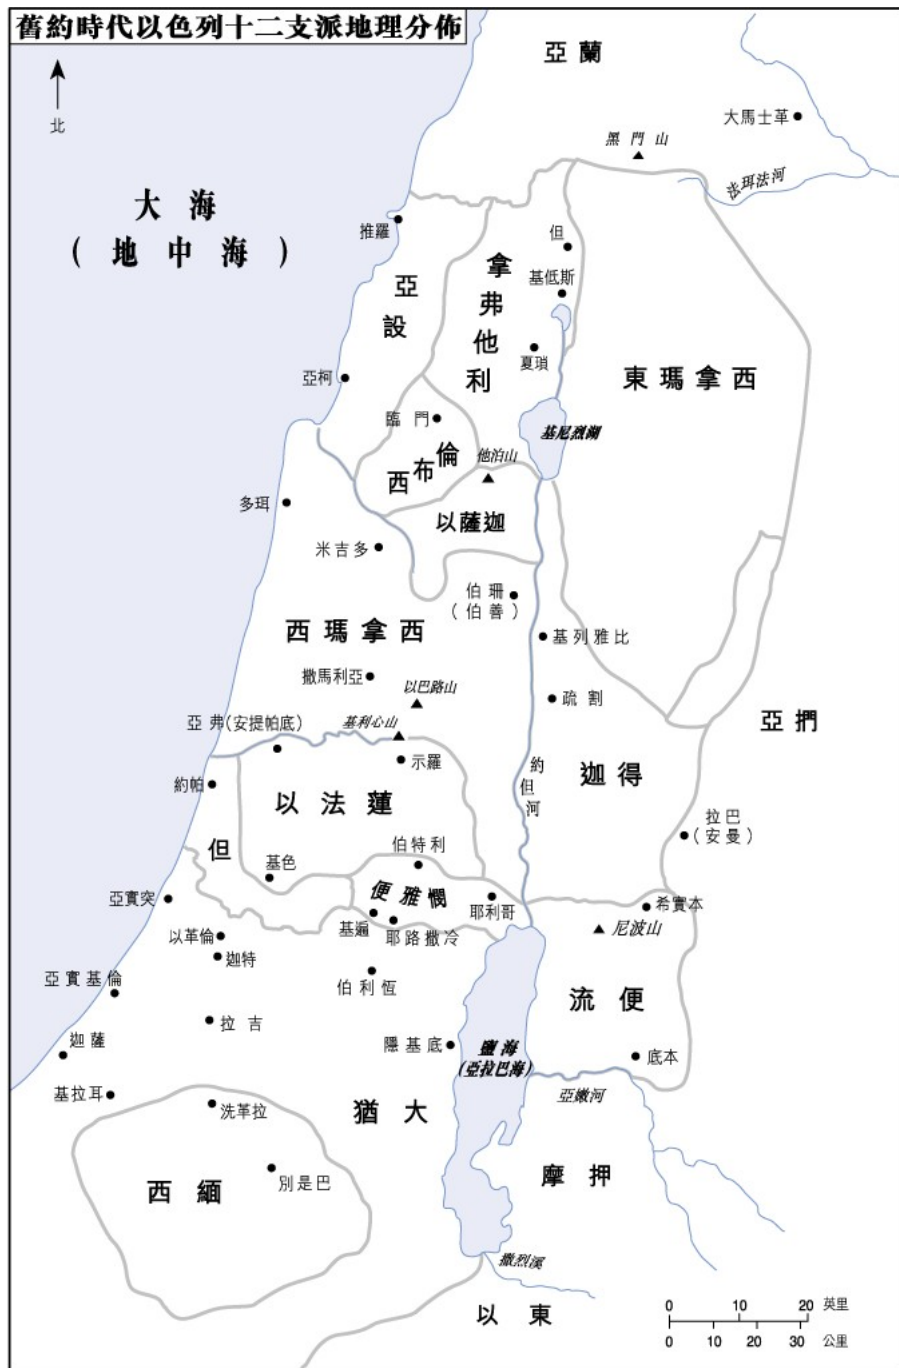 舊約時代以色列十二支派地理分佈
北
亞蘭
大馬士革
黑門山
法珥法河
大海
(地中海)
推羅
但
拿弗他利
基低斯
亞設
夏瑣
東瑪拿西
亞柯
臨門
基尼烈湖
西布倫
他泊山
多珥
以薩迦
米吉多
伯珊
(伯善)
西瑪拿西
基列雅比
撒馬利亞
以巴路山
疏割
亞弗(安提帕底)
基利心山
亞捫
示羅
約但河
迦得
約帕
以法蓮
拉巴
(安曼)
但
伯特利
基色
便雅憫
亞實突
耶利哥
希實本
基遍
耶路撒冷
尼波山
以革倫
迦特
亞實基倫
伯利恆
流便
拉吉
迦薩
隱基底
鹽海
(亞拉巴海)
底本
基拉耳
洗革拉
猶大
亞嫩河
西緬
別是巴
摩押
撒烈溪
以東
0 10 20 英里
0 10 20 30 公里